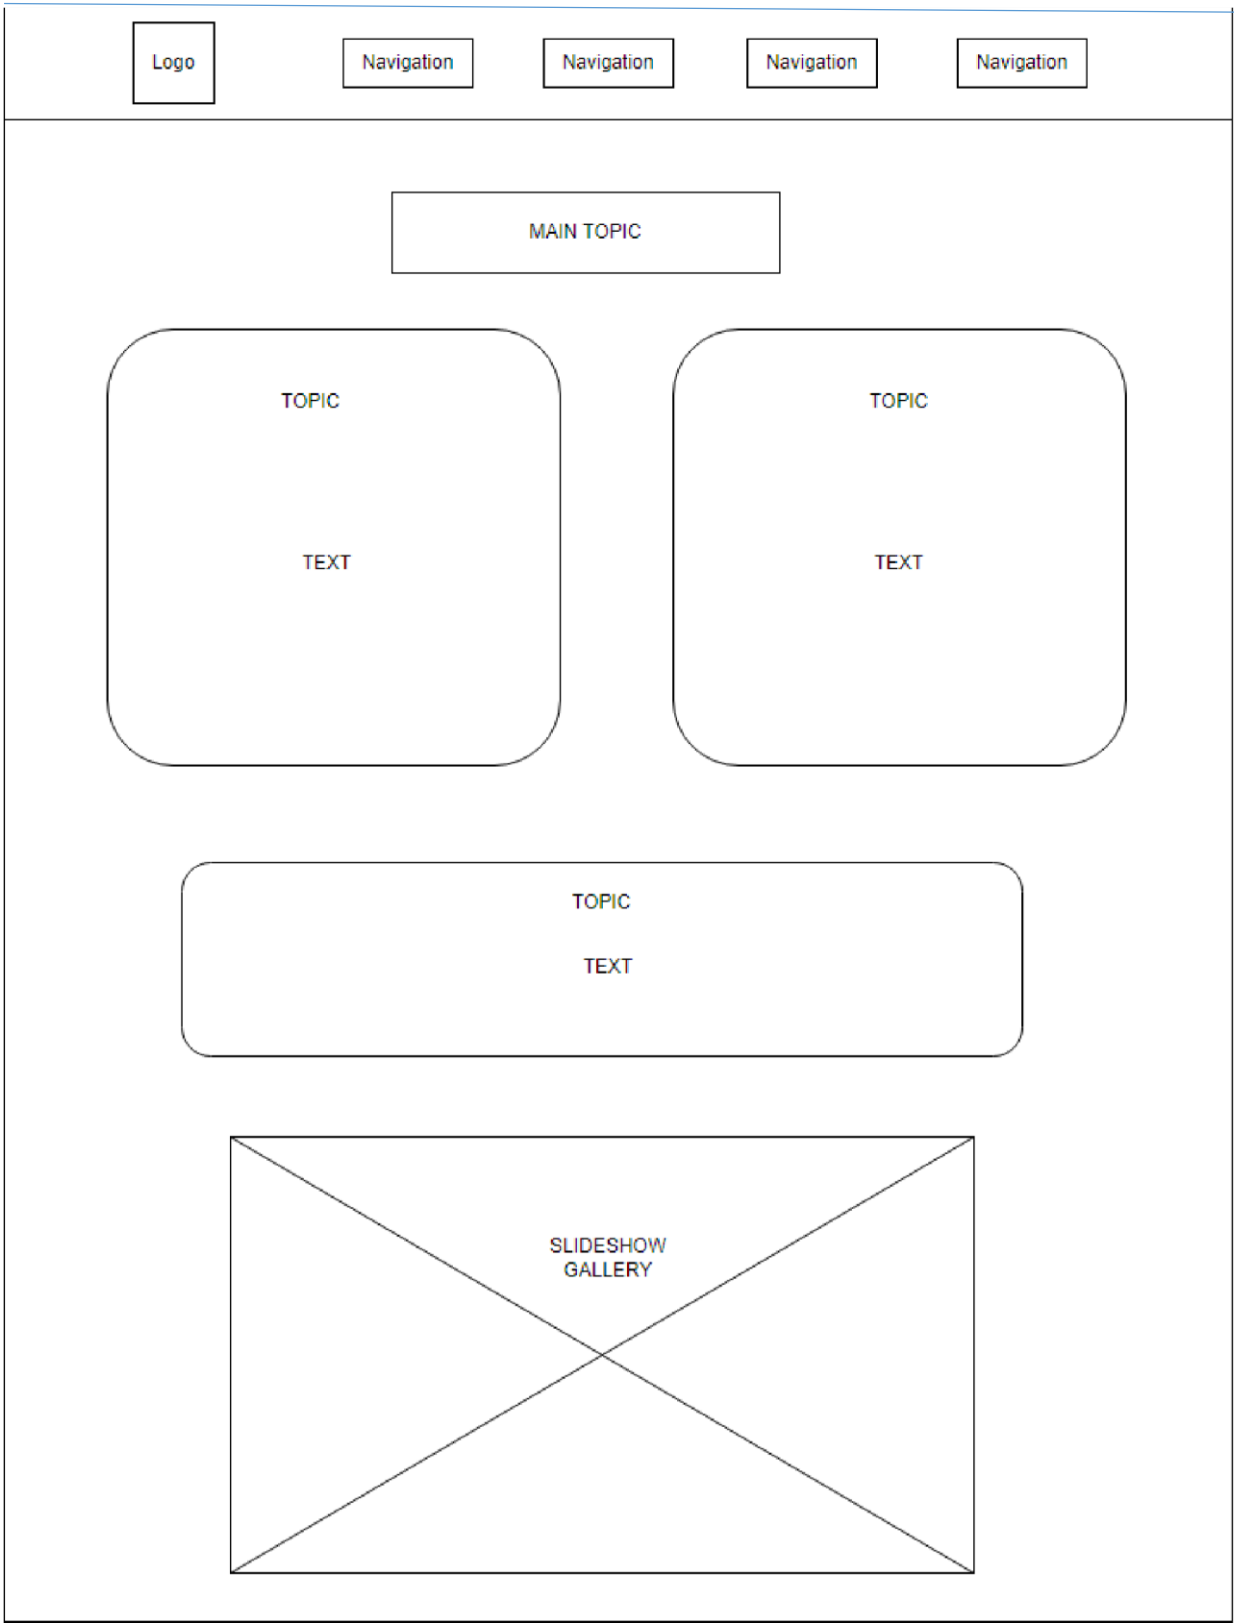 Logo
Navigation
Navigation
Navigation
Navigation
MAIN TOPIC
TOPIC
TEXT
TOPIC
TEXT
TOPIC
TEXT
SLIDESHOW
GALLERY